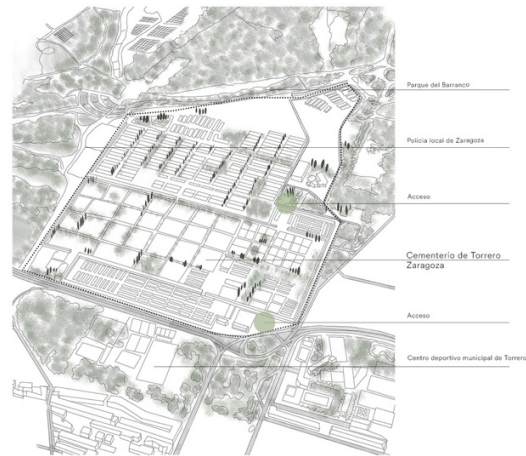 Parque del Barranco
Policía local de Zaragoza
Acceso
Cementerio de Torrero
Zaragoza
Acceso
Centro deportivo municipal de Torrero